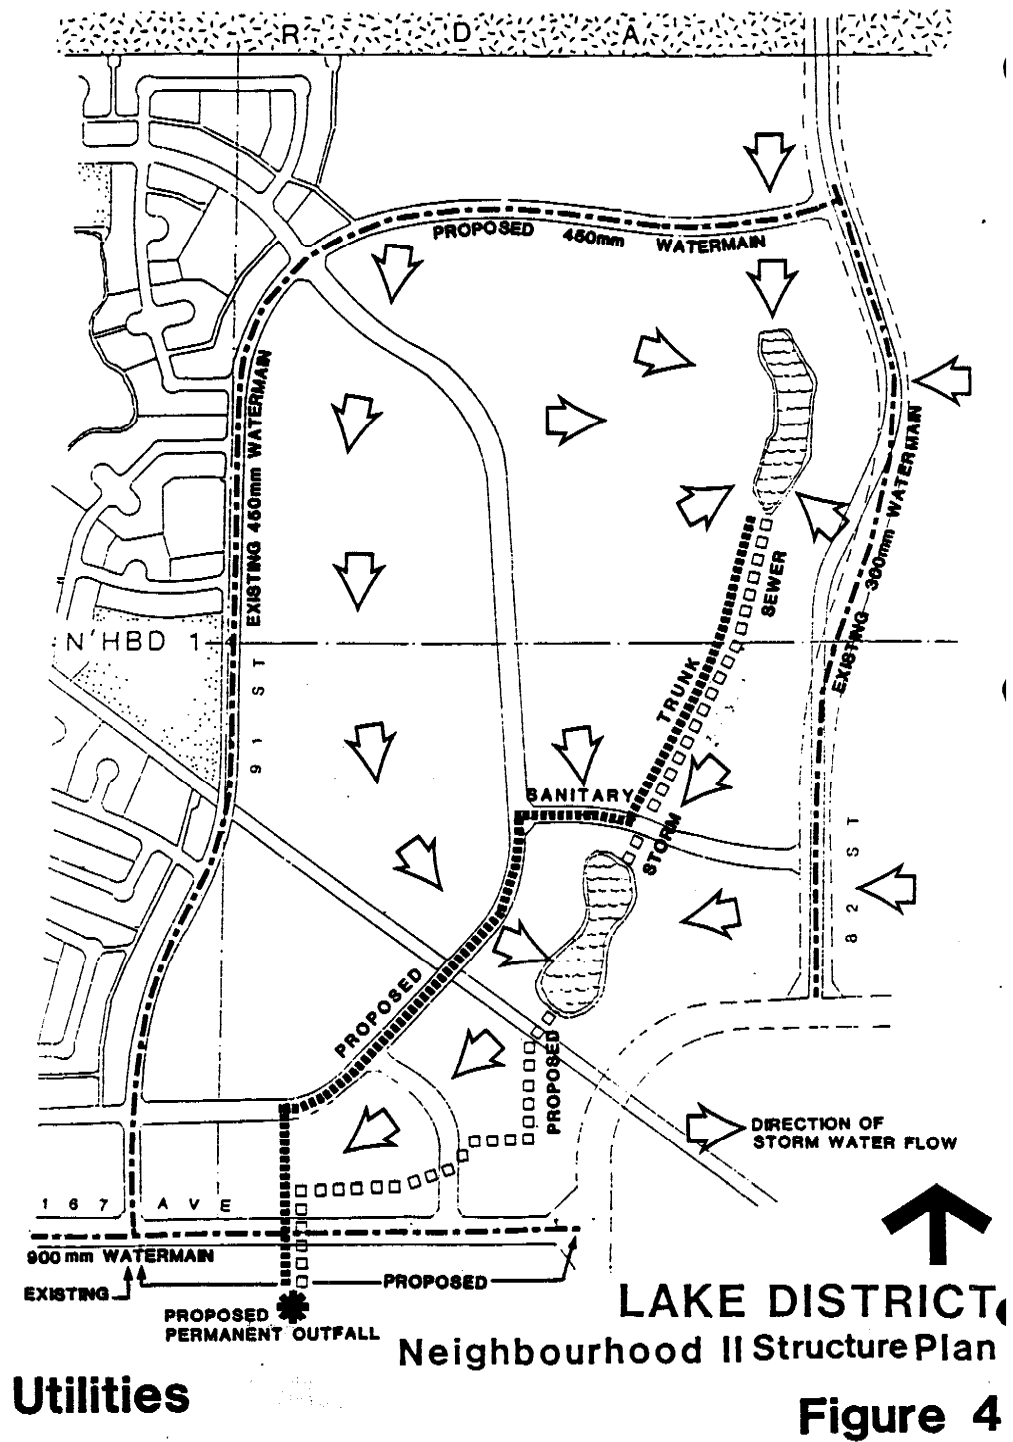 R D A
PROPOSED 450mm WATERMAIN
EXISTING 450mm WATERMAIN
EXISTING 300mm WATERMAIN
SEWER
N'HBD 1
TRUNK
91 ST
SANITARY
STORM
82 ST
PROPOSED
PROPOSED
DIRECTION OF
STORM WATER FLOW
167 AVE
900mm WATERMAIN
EXISTING
PROPOSED
PROPOSED
PERMANENT OUTFALL
LAKE DISTRICT
Neighbourhood II Structure Plan
Utilities
Figure 4